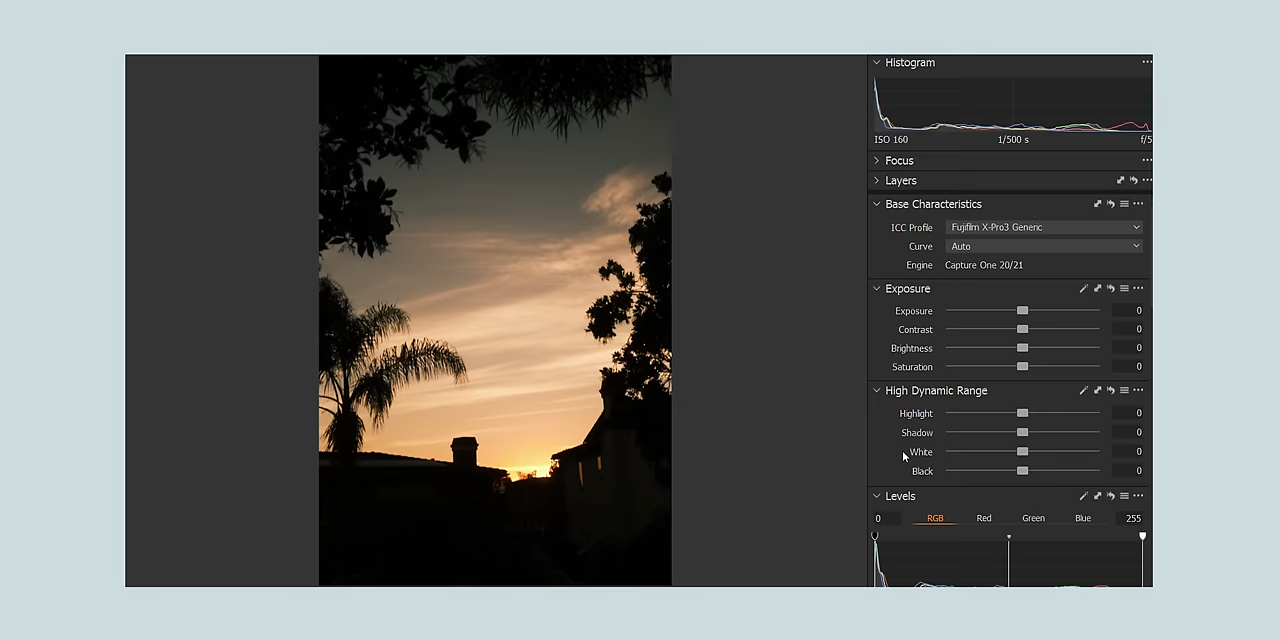 Histogram
ISO 160 1/500 s f/5
Focus
Layers
Base Characteristics
ICC Profile Fujifilm X-Pro3 Generic
Curve Auto
Engine Capture One 20/21
Exposure
Exposure 0
Contrast 0
Brightness 0
Saturation 0
High Dynamic Range
Highlight 0
Shadow 0
White 0
Black 0
Levels
0 RGB Red Green Blue 255